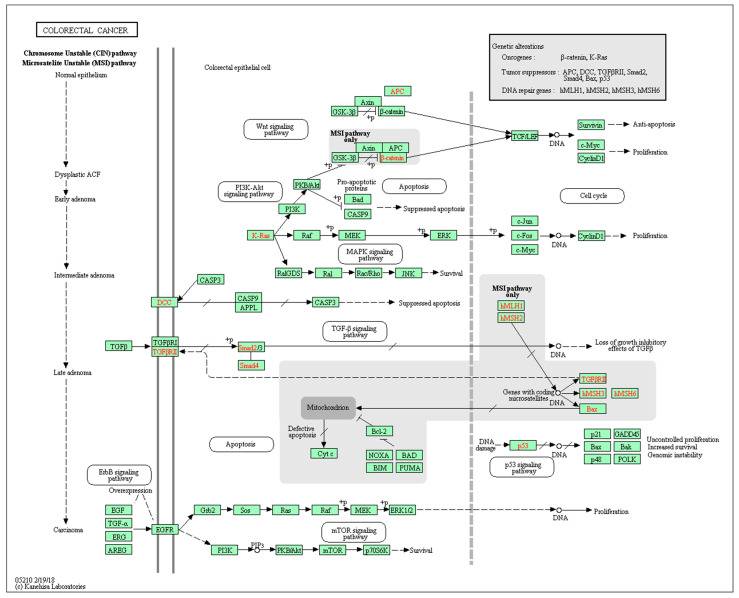 COLORECTAL CANCER
Chromosome Unstable (CIN) pathway
Microsatelite Unstable (MSI) pathway
Normal epithelium
Dysplastic ACF
Early adenoma
Intermediate adenoma
Late adenoma
Carcinoma
Colorectal epithelial cell
Genetic alterations
Oncogenes : β-catenin, K-Ras
Tumor suppressors : APC, DCC, TGFβRII, Smad2,
Smad4, Bax, p53
DNA repair genes : hMLH1, hMSH2, hMSH3, hMSH6
APC
Axin
GSK-3β
β-catenin
+p
Wnt signaling
pathway
MSI pathway
only
Axin
APC
GSK-3β
β-catenin
+p
TCF/LEF
DNA
Survivin
Anti-apoptosis
c-Myc
CyclinD1
Proliferation
PI3K-Akt
signaling pathway
PKB/Akt
+p
Pro-apoptotic
proteins
+p
Bad
CASP9
Suppressed apoptosis
Apoptosis
Cell cycle
PI3K
K-Ras
Raf
+p
MEK
+p
ERK
+p
c-Jun
c-Fos
c-Myc
DNA
CyclinD1
Proliferation
MAPK signaling
pathway
RalGDS
Ral
Rac/Rho
JNK
Survival
CASP3
DCC
CASP9
APPL
CASP3
Suppressed apoptosis
MSI pathway
only
hMLH1
hMSH2
TGF-β signaling
pathway
TGFβ
TGFβRI
TGFβRII
+p
Smad2/3
Smad4
DNA
Loss of growth inhibitory
effects of TGFβ
Genes with coding
microsatellites
DNA
TGFβRII
hMSH3
hMSH6
Bax
Mitochondrion
Defective
apoptosis
Cyt c
Bcl-2
NOXA
BAD
BIM
PUMA
Apoptosis
DNA
damage
p53
DNA
p21
GADD45
Bax
Bak
p48
POLK
Uncontrolled proliferation
Increased survival
Genomic instability
p53 signaling
pathway
ErbB signaling
pathway
Overexpression
EGF
TGF-α
ERG
AREG
EGFR
Grb2
Sos
Ras
Raf
+p
MEK
+p
ERK1/2
DNA
Proliferation
mTOR signaling
pathway
PI3K
PIP3
PKB/Akt
mTOR
p70S6K
Survival
05210 2/19/18
(c) Kanehisa Laboratories